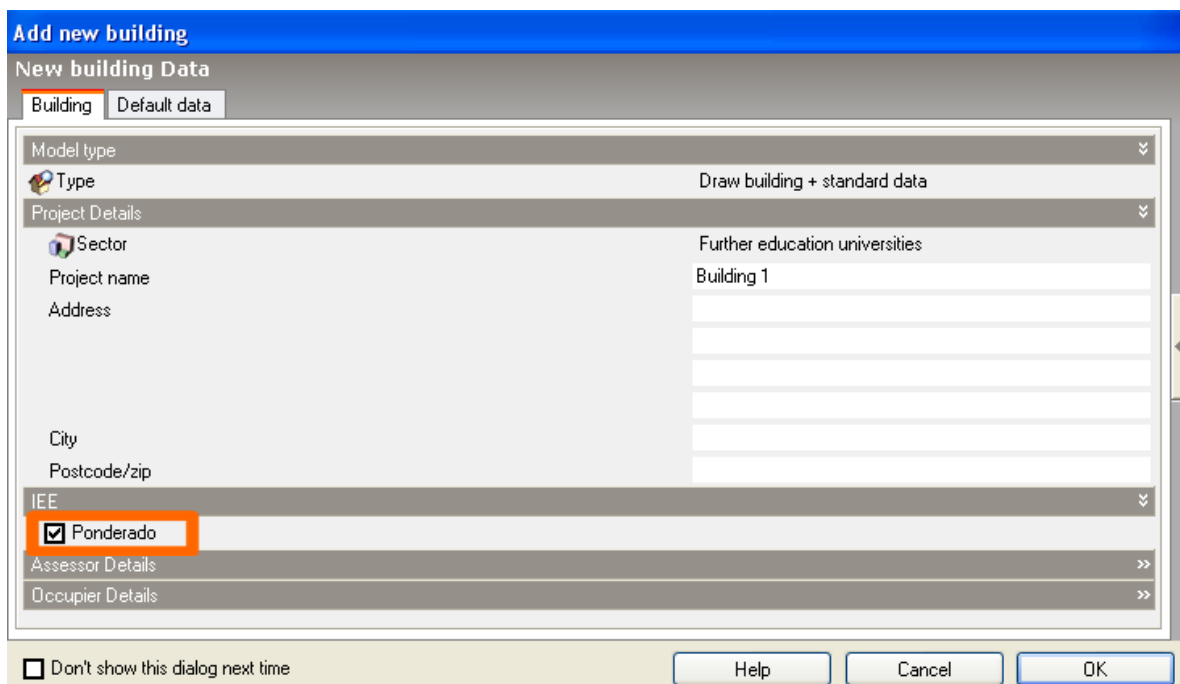 Add new building
New building Data
Building Default data
Model type
Type Draw building + standard data
Project Details
Sector Further education universities
Project name Building 1
Address
City
Postcode/zip
IEE
Ponderado
Assessor Details
Occupier Details
Don't show this dialog next time Help Cancel OK